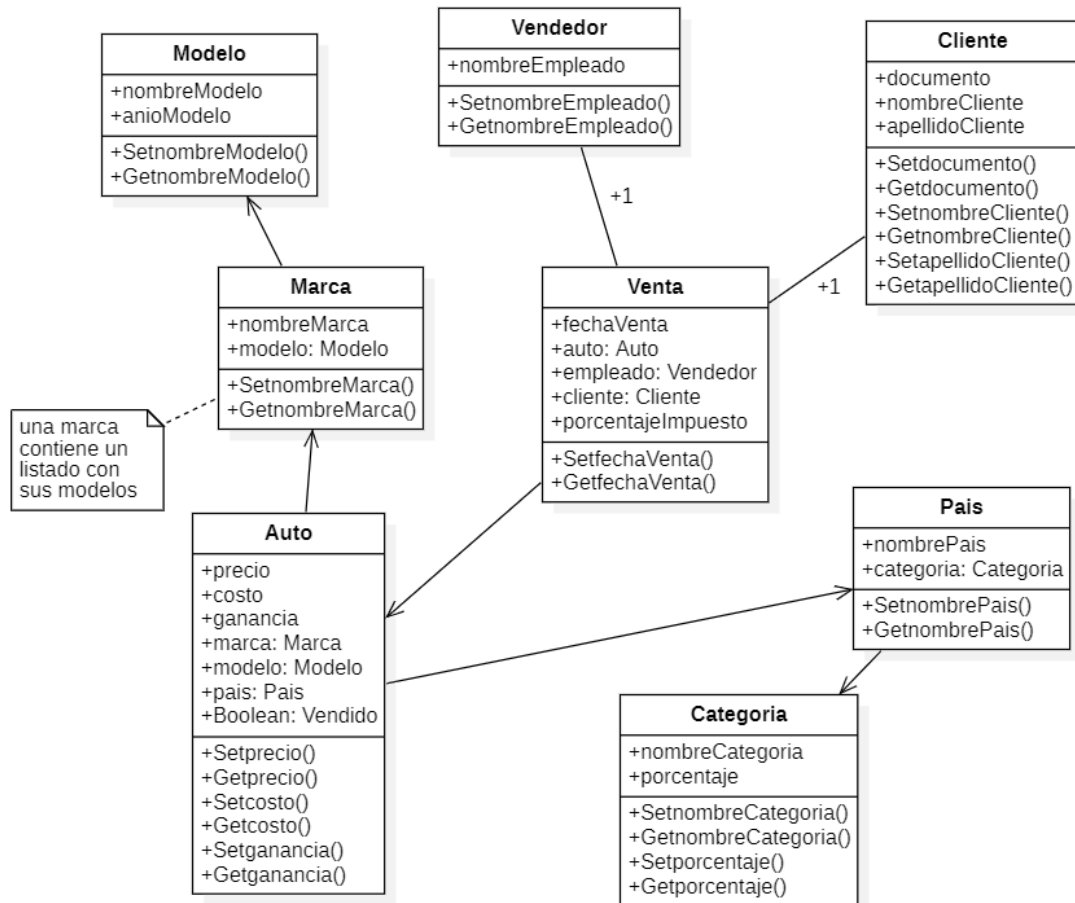 Modelo
+nombreModelo
+anioModelo
+SetnombreModelo()
+GetnombreModelo()
Vendedor
+nombreEmpleado
+SetnombreEmpleado()
+GetnombreEmpleado()
Cliente
+documento
+nombreCliente
+apellidoCliente
+Setdocumento()
+Getdocumento()
+SetnombreCliente()
+GetnombreCliente()
+SetapellidoCliente()
+GetapellidoCliente()
+1
+1
Marca
+nombreMarca
+modelo: Modelo
+SetnombreMarca()
+GetnombreMarca()
Venta
+fechaVenta
+auto: Auto
+empleado: Vendedor
+cliente: Cliente
+porcentajeImpuesto
+SetfechaVenta()
+GetfechaVenta()
una marca
contiene un
listado con
sus modelos
Auto
+precio
+costo
+ganancia
+marca: Marca
+modelo: Modelo
+pais: Pais
+Boolean: Vendido
+Setprecio()
+Getprecio()
+Setcosto()
+Getcosto()
+Setganancia()
+Getganancia()
Pais
+nombrePais
+categoria: Categoria
+SetnombrePais()
+GetnombrePais()
Categoria
+nombreCategoria
+porcentaje
+SetnombreCategoria()
+GetnombreCategoria()
+Setporcentaje()
+Getporcentaje()